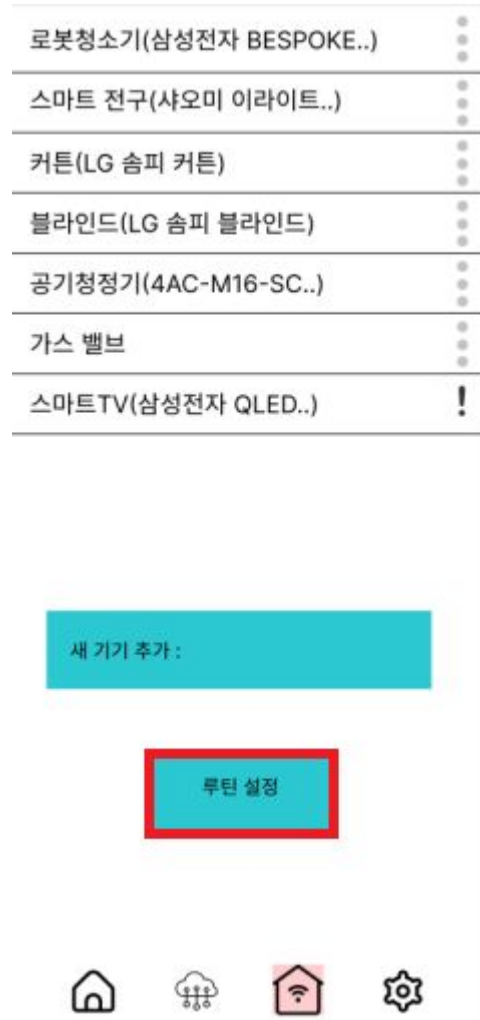 로봇청소기(삼성전자 BESPOKE..)
스마트 전구(샤오미 이라이트..)
커튼(LG 솜피 커튼)
블라인드(LG 솜피 블라인드)
공기청정기(4AC-M16-SC..)
가스 밸브
스마트TV(삼성전자 QLED..) !
새 기기 추가 :
루틴 설정